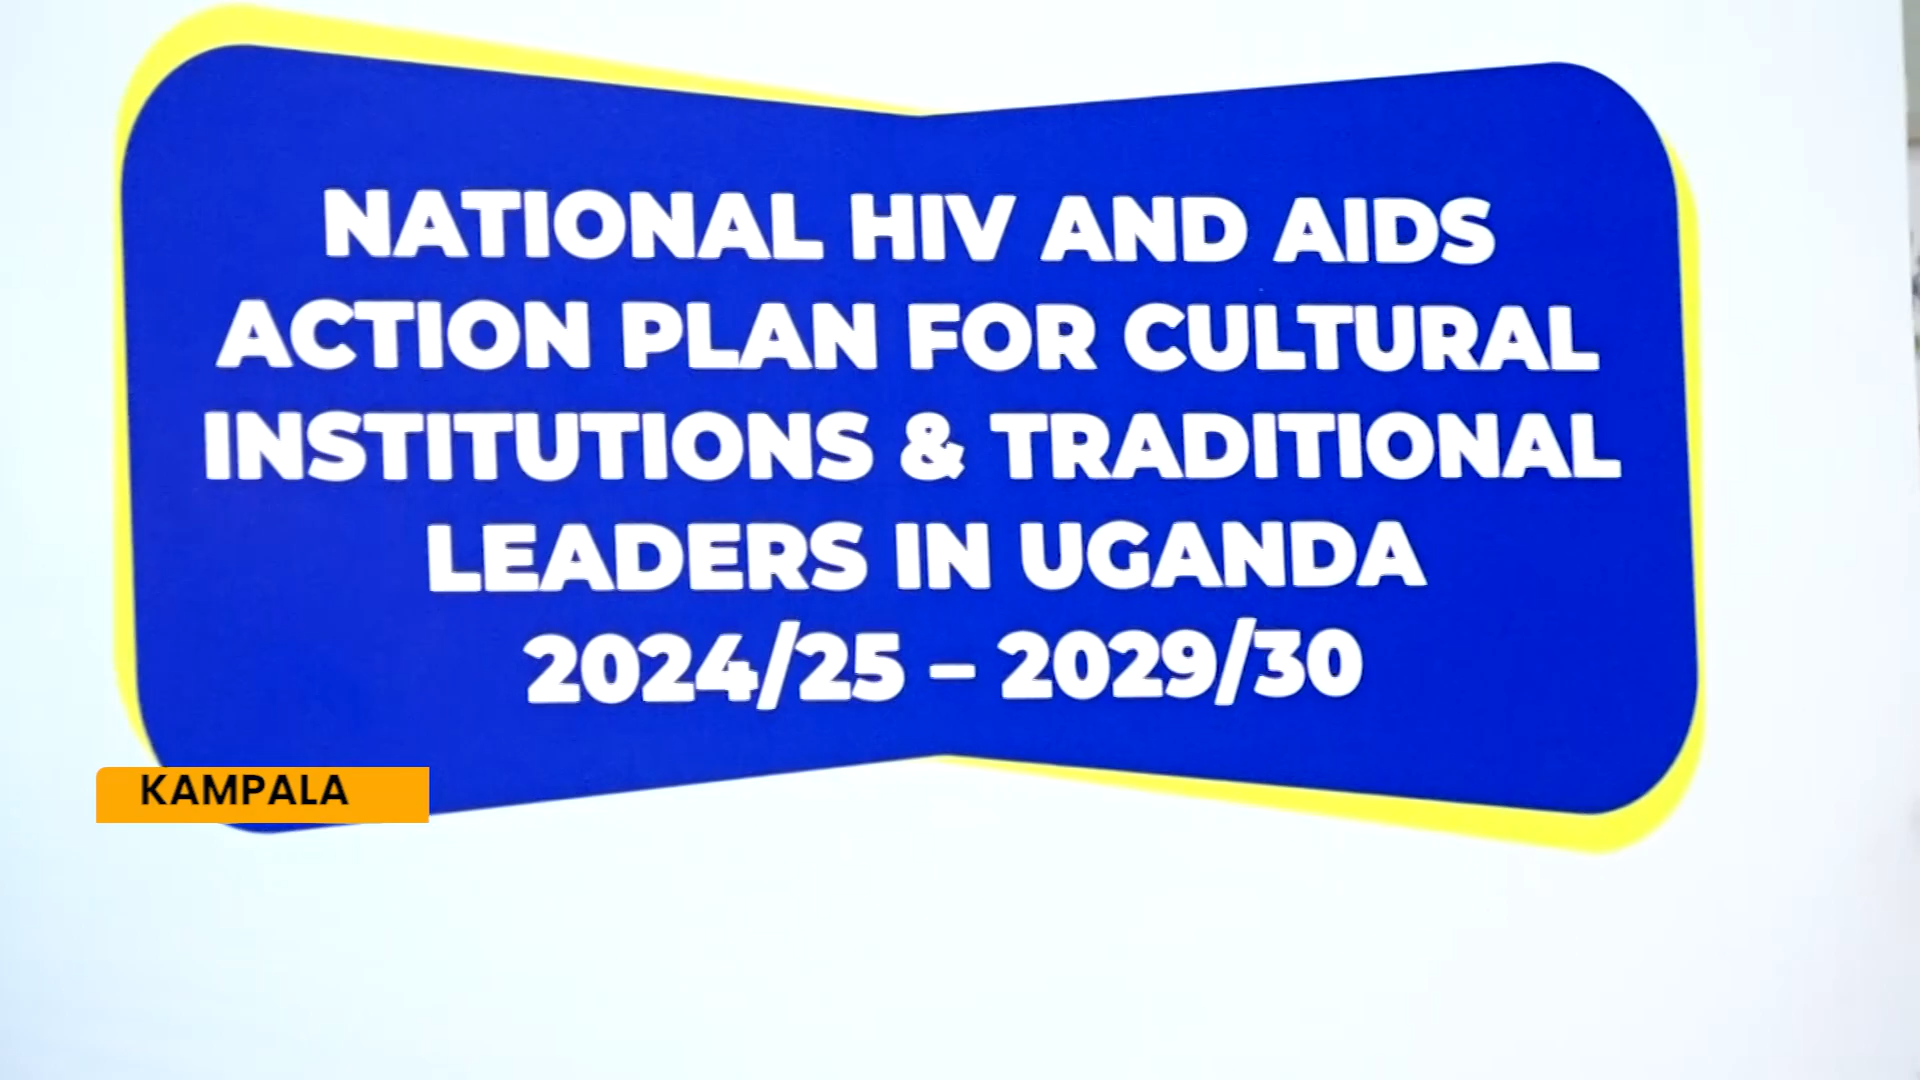 NATIONAL HIV AND AIDS
ACTION PLAN FOR CULTURAL
INSTITUTIONS & TRADITIONAL
LEADERS IN UGANDA
2024/25 – 2029/30
KAMPALA